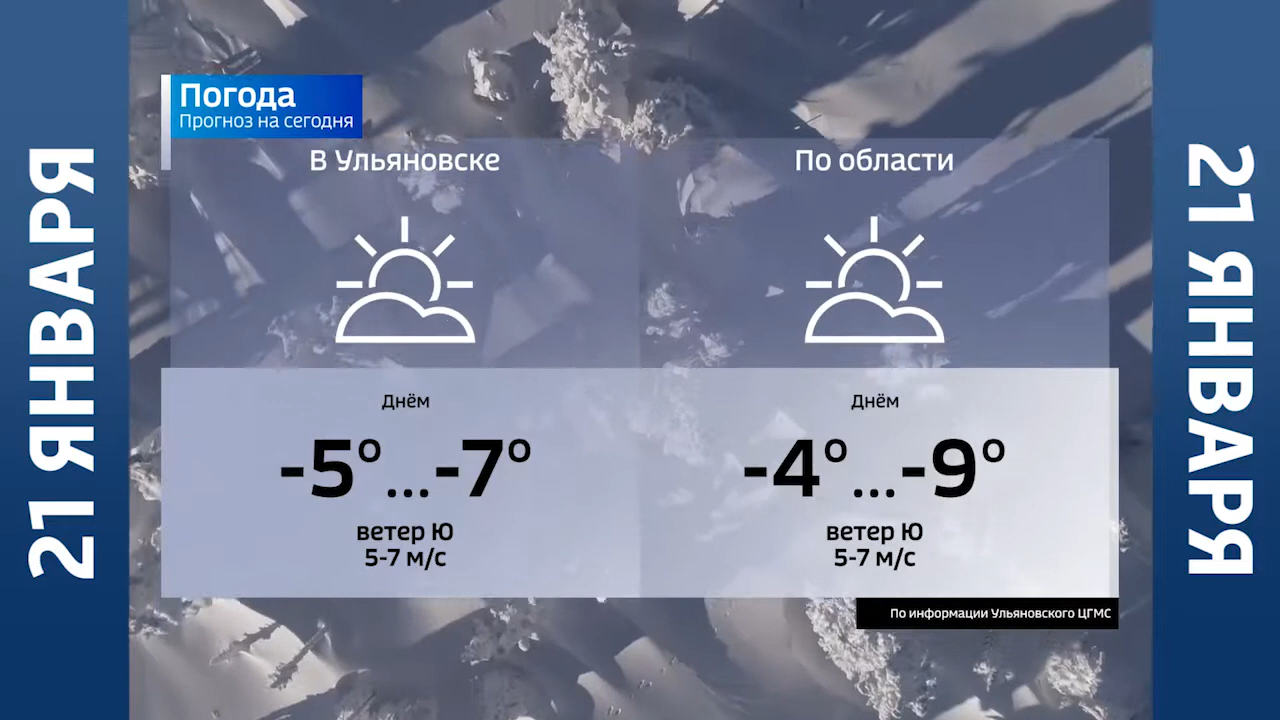 21 ЯНВАРЯ
Погода
Прогноз на сегодня
В Ульяновске
По области
Днём
-5° ...-7°
ветер Ю
5-7 м/с
Днём
-4° ...-9°
ветер Ю
5-7 м/с
По информации Ульяновского ЦГМС
21 ЯНВАРЯ